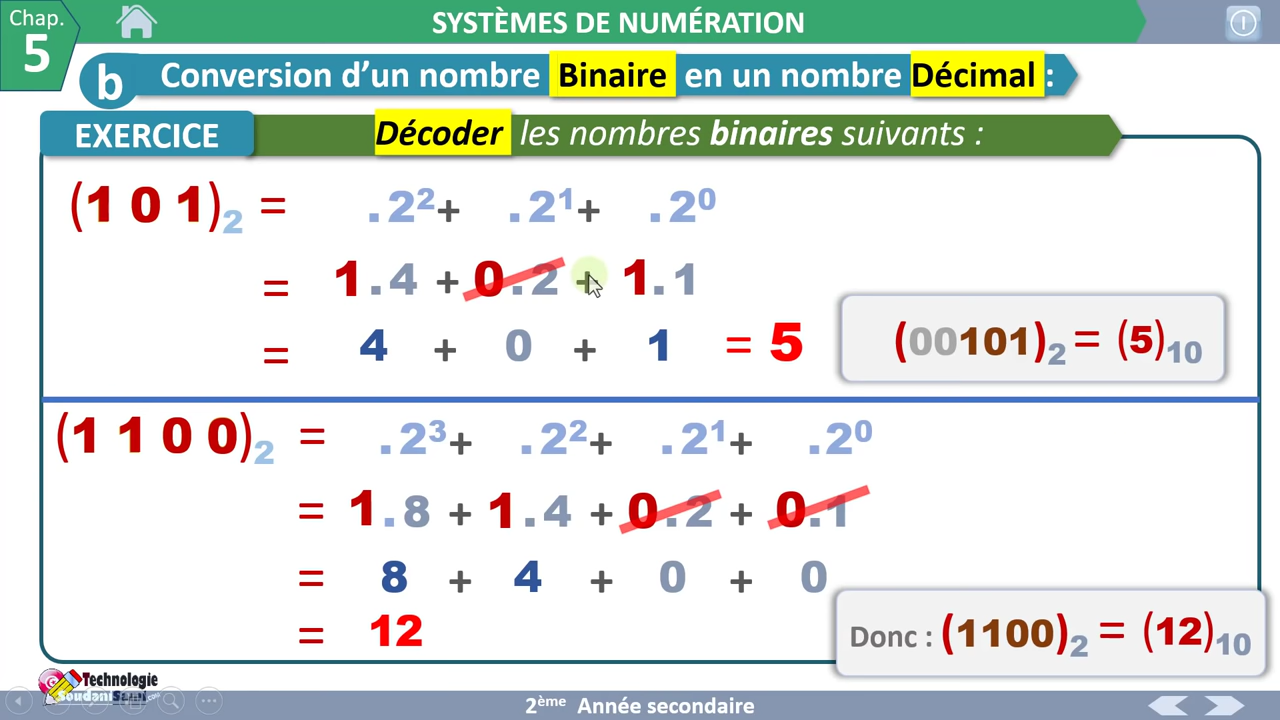 Chap.
5
SYSTÈMES DE NUMÉRATION
b Conversion d'un nombre Binaire en un nombre Décimal :
EXERCICE
Décoder les nombres binaires suivants :
(1 0 1)₂ = .2²+ .2¹+ .2⁰
= 1.4 + 0.2 + 1.1
= 4 + 0 + 1 = 5
(00101)₂ = (5)₁₀
(1 1 0 0)₂ = .2³+ .2²+ .2¹+ .2⁰
= 1.8 + 1.4 + 0.2 + 0.1
= 8 + 4 + 0 + 0
= 12
Donc : (1100)₂ = (12)₁₀
Technologie
Soudani Sami
2ème Année secondaire